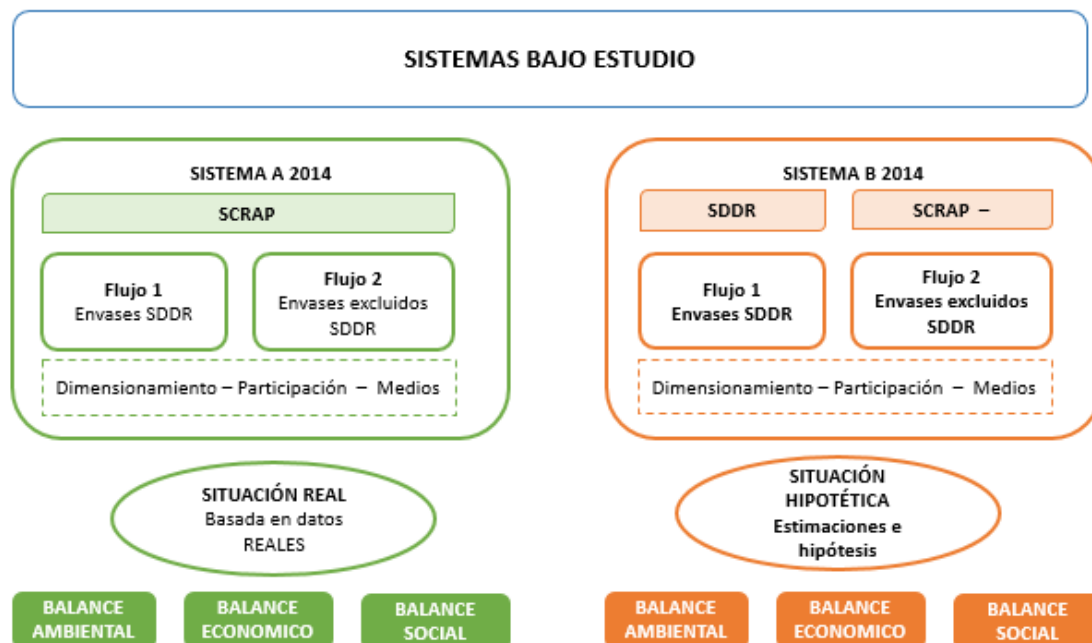 SISTEMAS BAJO ESTUDIO
SISTEMA A 2014
SCRAP
Flujo 1
Envases SDDR
Flujo 2
Envases excluidos
SDDR
Dimensionamiento – Participación – Medios
SITUACIÓN REAL
Basada en datos
REALES
BALANCE
AMBIENTAL
BALANCE
ECONOMICO
BALANCE
SOCIAL
SISTEMA B 2014
SDDR
SCRAP –
Flujo 1
Envases SDDR
Flujo 2
Envases excluidos
SDDR
Dimensionamiento – Participación – Medios
SITUACIÓN
HIPOTÉTICA
Estimaciones e
hipótesis
BALANCE
AMBIENTAL
BALANCE
ECONOMICO
BALANCE
SOCIAL